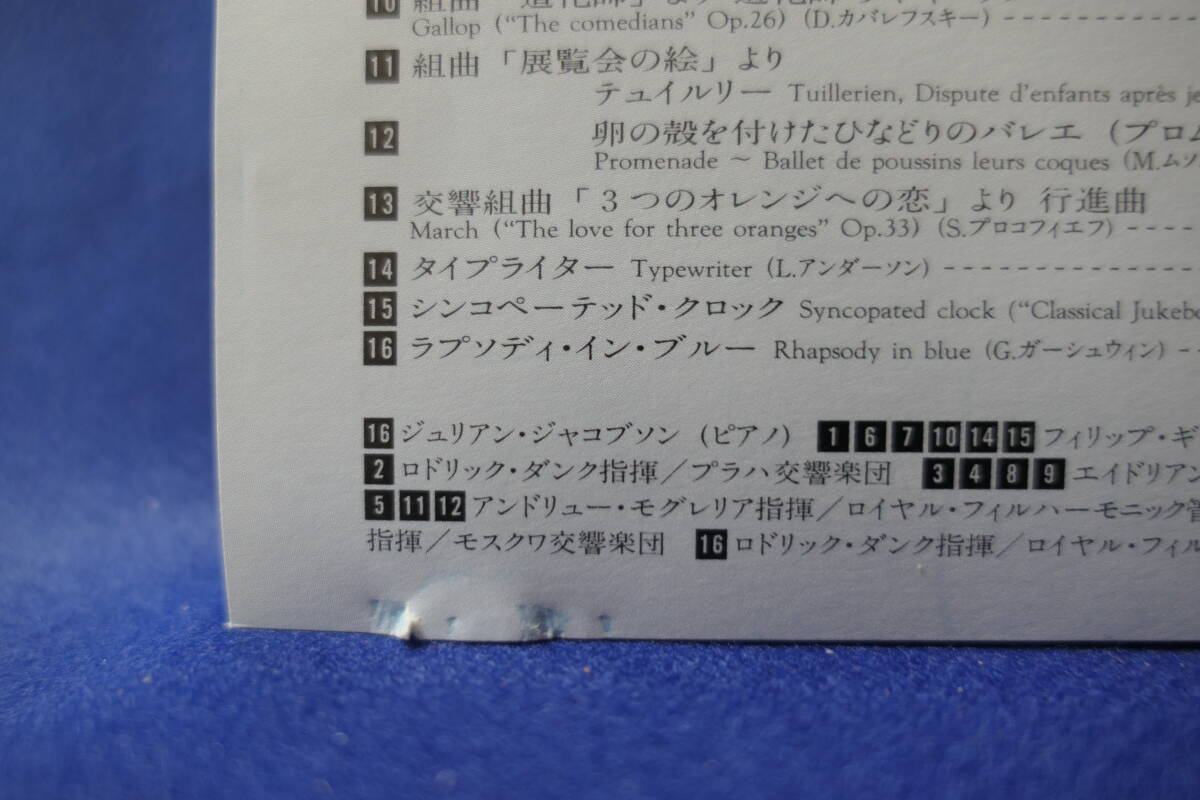 10 組曲「道化師」より
Gallop (“The comedians” Op.26) (D.カバレフスキー) ----------------
11 組曲「展覧会の絵」より
テュイルリー Tuillerien, Dispute d’enfants après je
12 卵の殻を付けたひなどりのバレエ (プロム
Promenade ~ Ballet de poussins leurs coques (M.ムソ
13 交響組曲「3つのオレンジへの恋」より 行進曲
March (“The love for three oranges” Op.33) (S.プロコフィエフ) -----
14 タイプライター Typewriter (L.アンダーソン) --------------------
15 シンコペーテッド・クロック Syncopated clock (“Classical Jukebo
16 ラプソディ・イン・ブルー Rhapsody in blue (G.ガーシュウィン) --
16 ジュリアン・ジャコブソン (ピアノ) 1 6 7 10 14 15 フィリップ・ギ
2 ロドリック・ダンク指揮/プラハ交響楽団 3 4 8 9 エイドリアン
5 11 12 アンドリュー・モグレリア指揮/ロイヤル・フィルハーモニック管
指揮/モスクワ交響楽団 16 ロドリック・ダンク指揮/ロイヤル・フィル